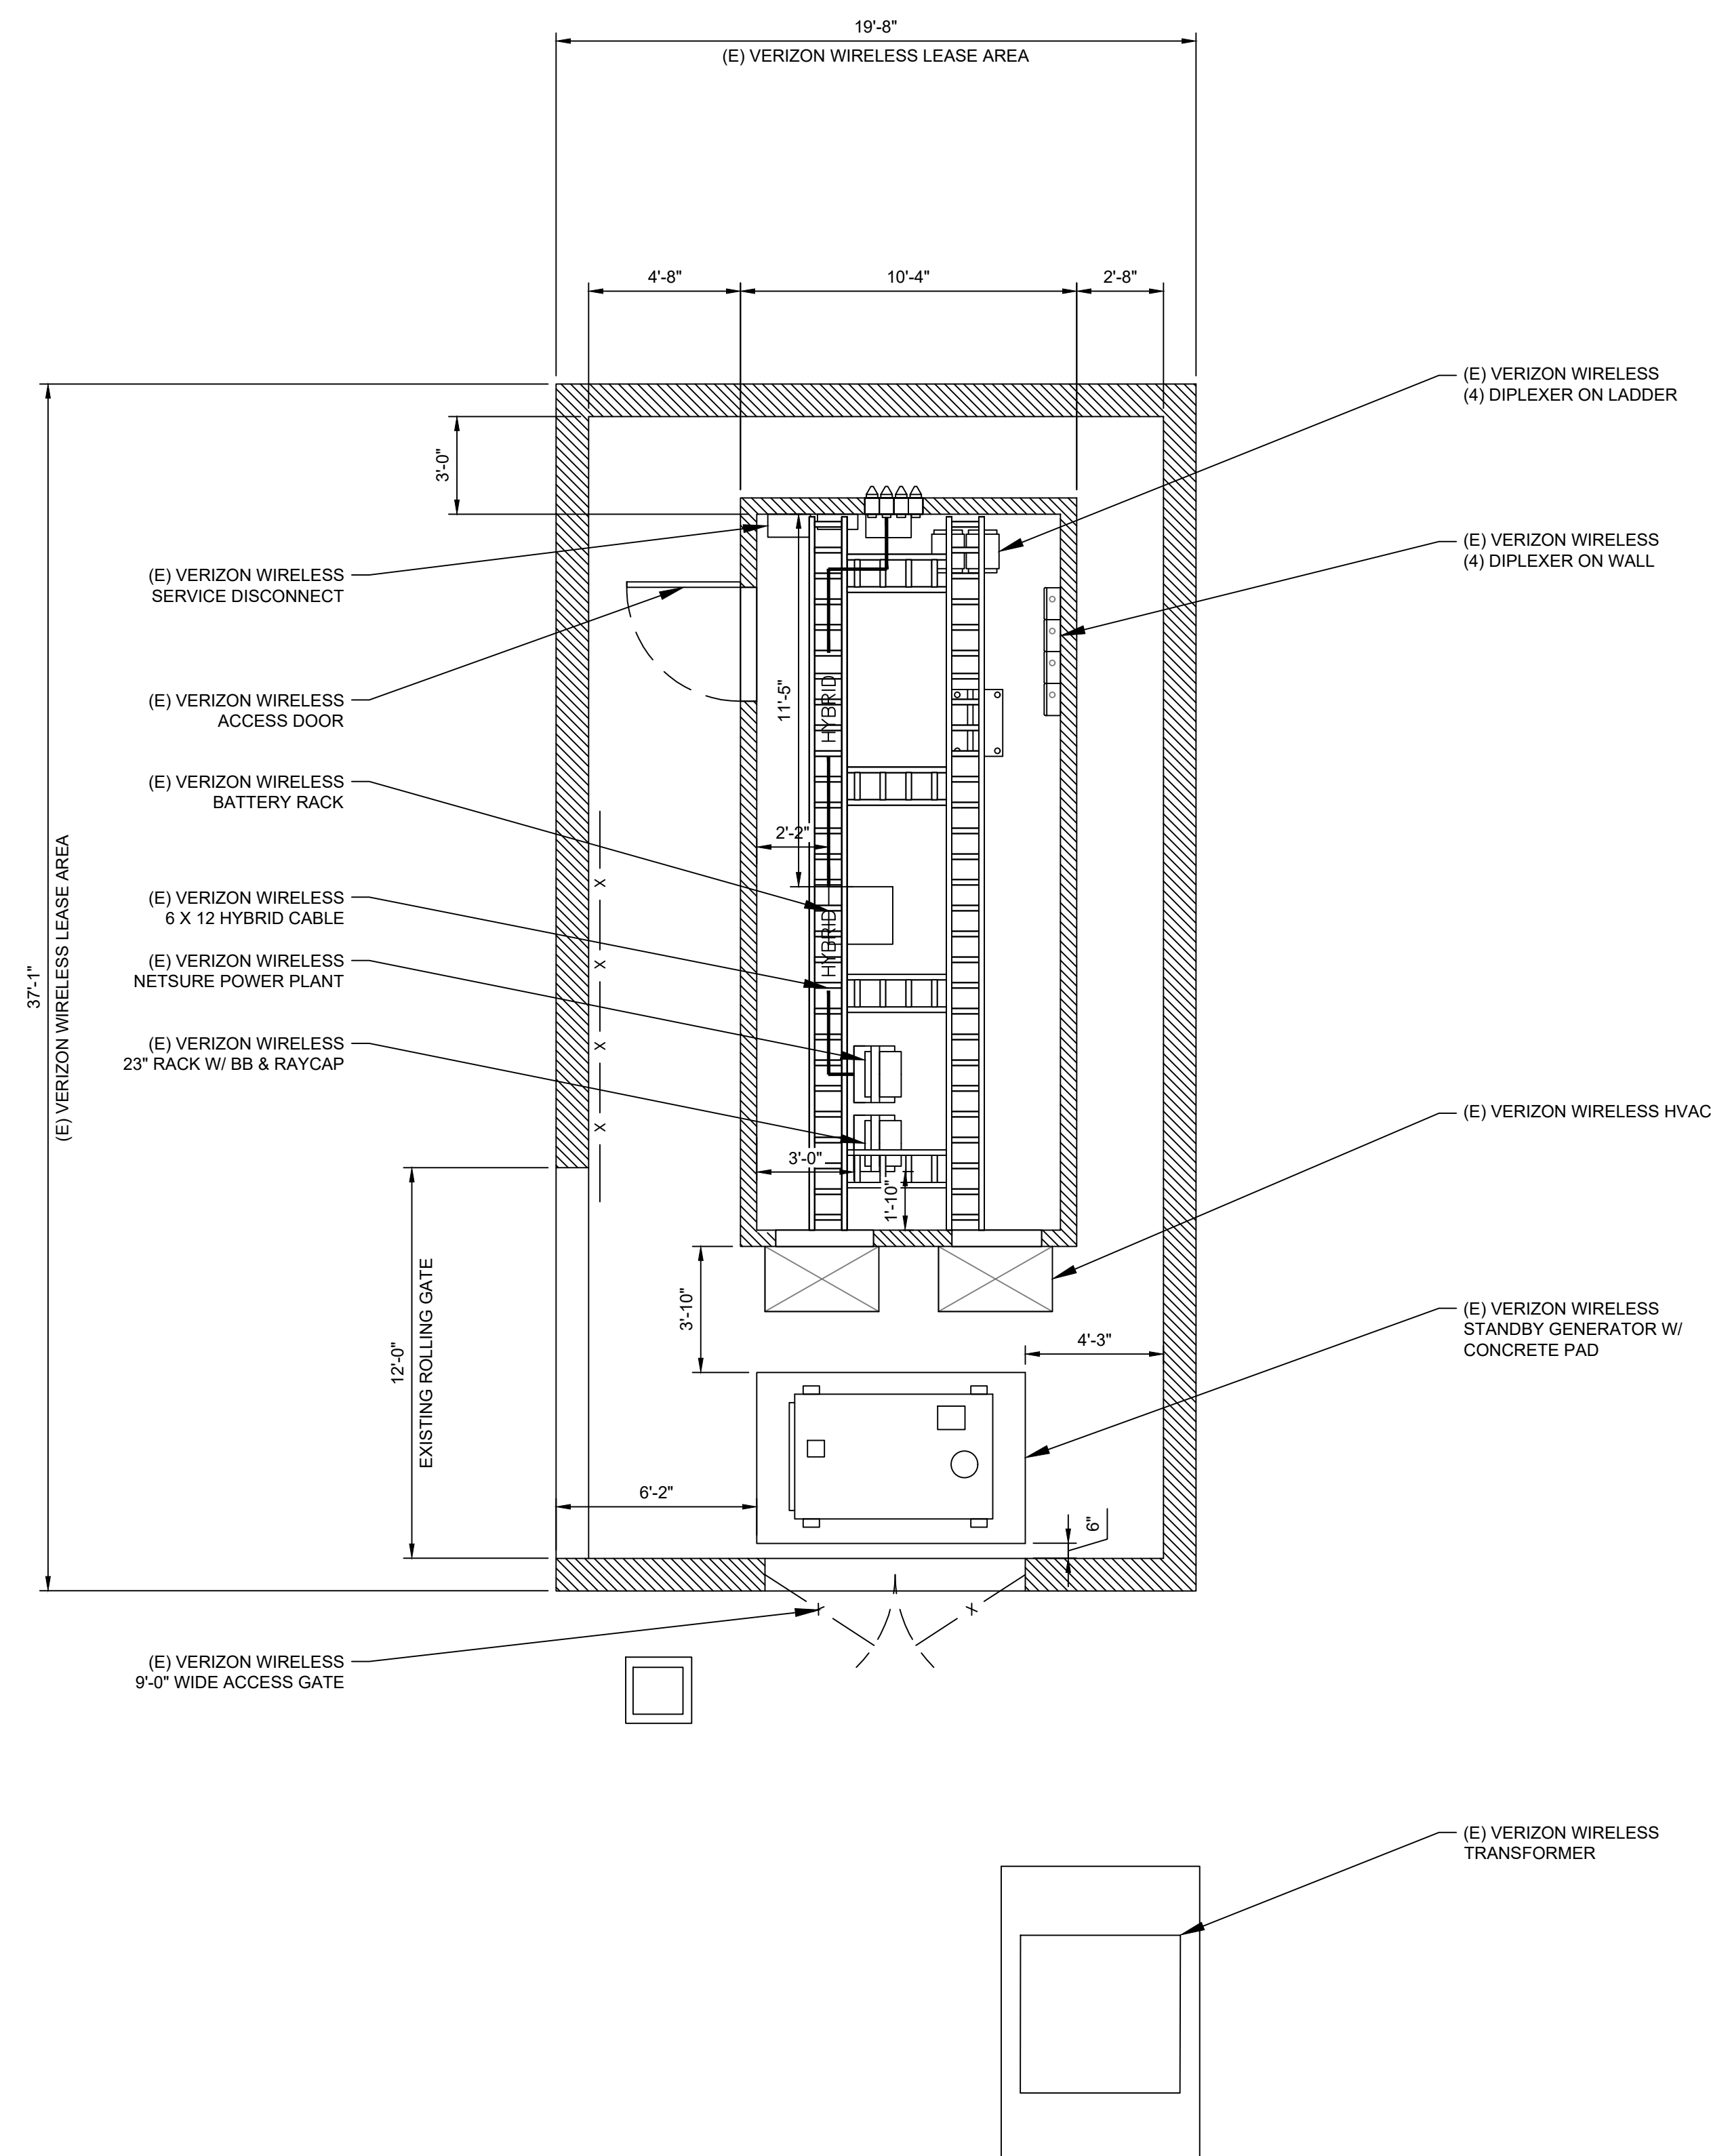 19'-8"
(E) VERIZON WIRELESS LEASE AREA
4'-8"
10'-4"
2'-8"
(E) VERIZON WIRELESS
(4) DIPLEXER ON LADDER
3'-0"
(E) VERIZON WIRELESS
(4) DIPLEXER ON WALL
(E) VERIZON WIRELESS
SERVICE DISCONNECT
(E) VERIZON WIRELESS
ACCESS DOOR
11'-5"
HYBRID
(E) VERIZON WIRELESS
BATTERY RACK
2'-2"
X
(E) VERIZON WIRELESS
6 X 12 HYBRID CABLE
HYBRID
37'-1"
(E) VERIZON WIRELESS LEASE AREA
X
(E) VERIZON WIRELESS
NETSURE POWER PLANT
(E) VERIZON WIRELESS
23" RACK W/ BB & RAYCAP
X
X
(E) VERIZON WIRELESS HVAC
3'-0"
1'-10"
3'-10"
(E) VERIZON WIRELESS
STANDBY GENERATOR W/
CONCRETE PAD
4'-3"
12'-0"
EXISTING ROLLING GATE
6'-2"
6"
X
X
(E) VERIZON WIRELESS
9'-0" WIDE ACCESS GATE
(E) VERIZON WIRELESS
TRANSFORMER